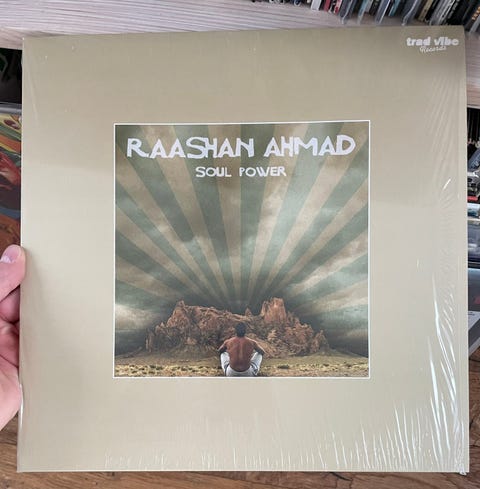 trad vibe
Records
RAASHAN AHMAD
SOUL POWER